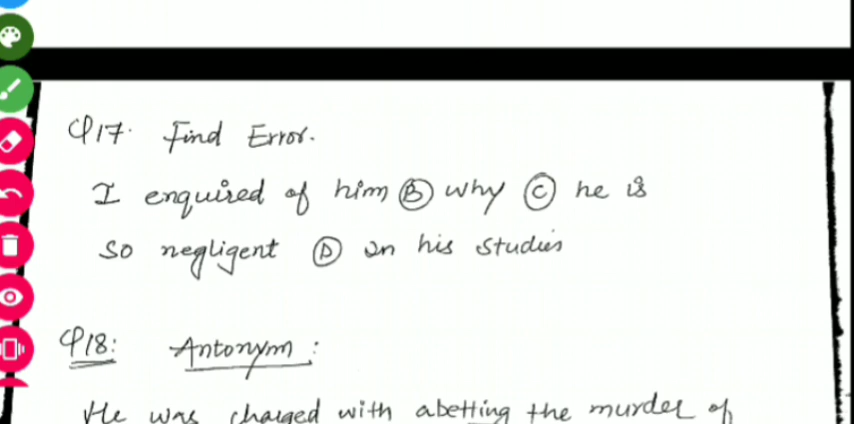 Q17. Find Error.
I enquired of him Ⓑ why Ⓒ he is
so negligent Ⓓ in his studies
Q18: Antonym :
He was charged with abetting the murder of